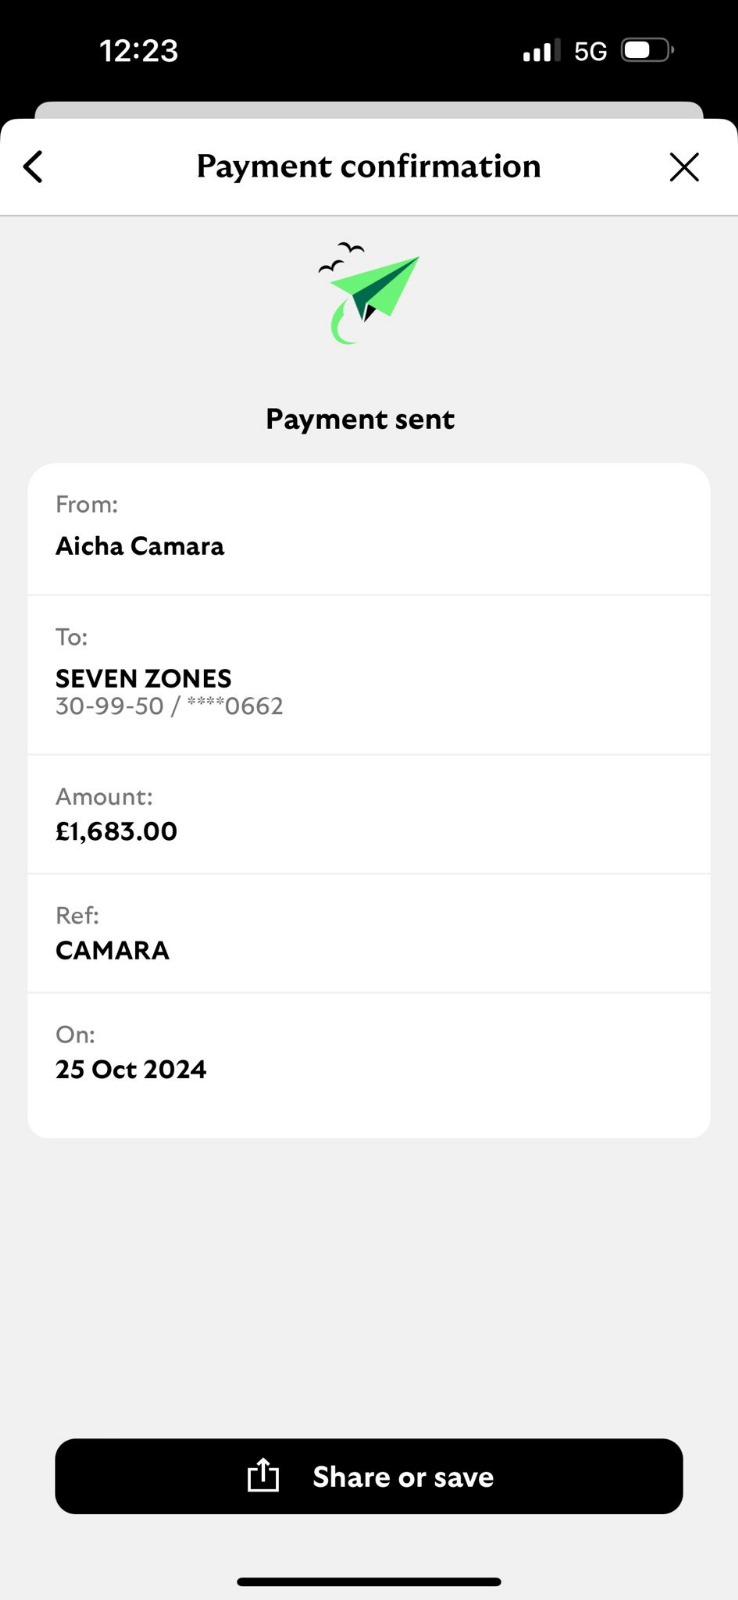 12:23
5G
Payment confirmation
Payment sent
From:
Aicha Camara
To:
SEVEN ZONES
30-99-50 / ****0662
Amount:
£1,683.00
Ref:
CAMARA
On:
25 Oct 2024
Share or save